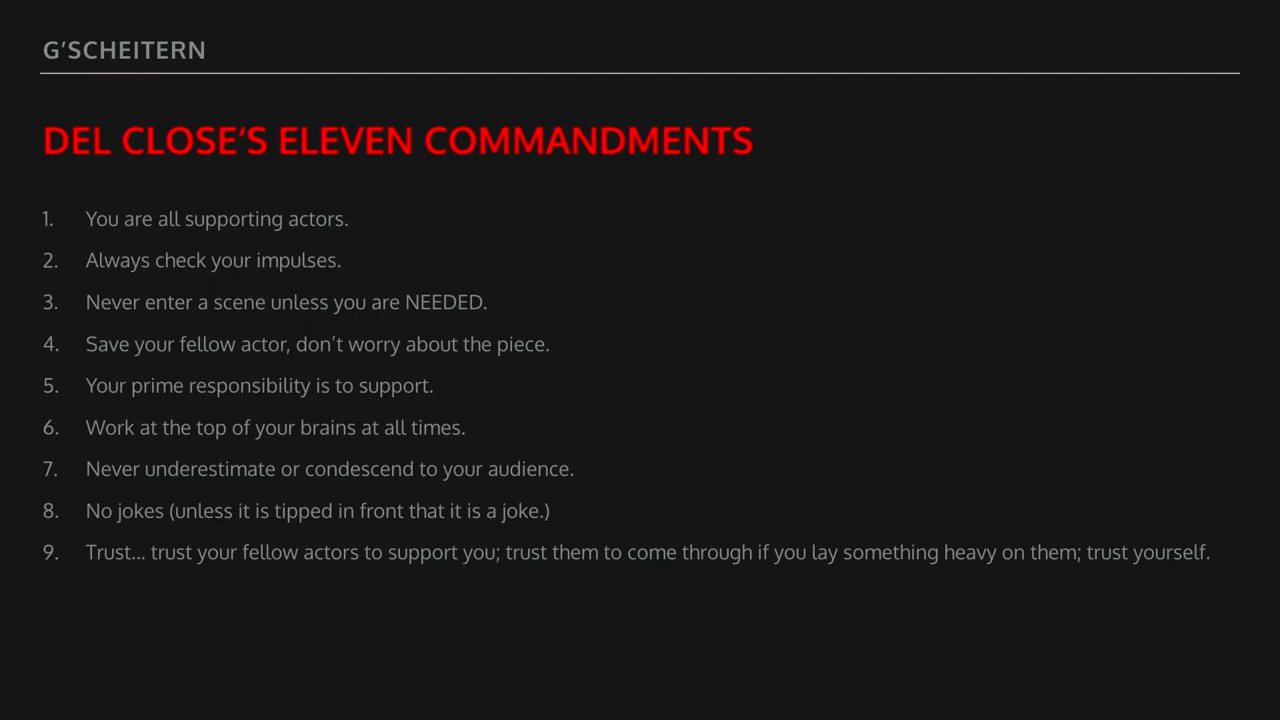 G'SCHEITERN
DEL CLOSE‘S ELEVEN COMMANDMENTS
1. You are all supporting actors.
2. Always check your impulses.
3. Never enter a scene unless you are NEEDED.
4. Save your fellow actor, don’t worry about the piece.
5. Your prime responsibility is to support.
6. Work at the top of your brains at all times.
7. Never underestimate or condescend to your audience.
8. No jokes (unless it is tipped in front that it is a joke.)
9. Trust... trust your fellow actors to support you; trust them to come through if you lay something heavy on them; trust yourself.